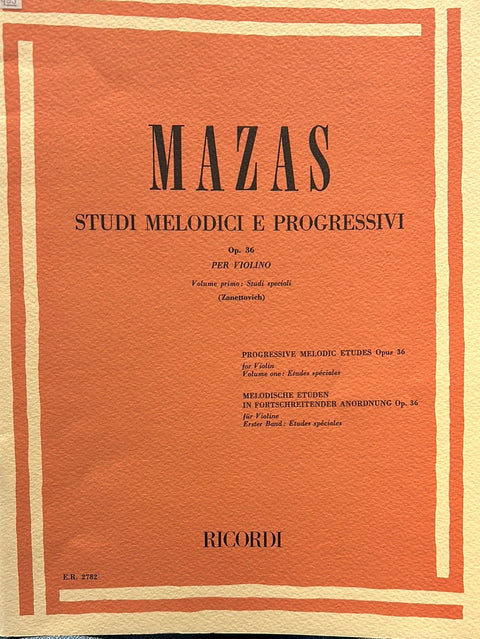 MAZAS
STUDI MELODICI E PROGRESSIVI
Op. 36
PER VIOLINO
Volume primo: Studi speciali
(Zanettovich)
PROGRESSIVE MELODIC ETUDES Opus 36
for Violin
Volume one: Etudes spéciales
MELODISCHE ETÜDEN
IN FORTSCHREITENDER ANORDNUNG Op. 36
für Violine
Erster Band: Etudes spéciales
RICORDI
E.R. 2782